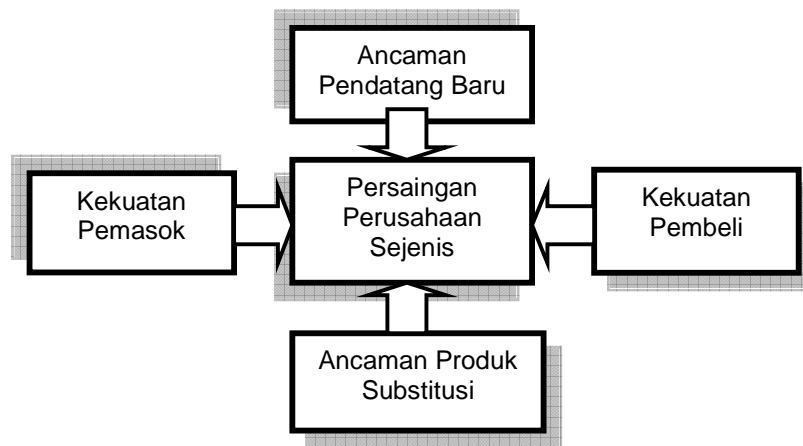 Ancaman
Pendatang Baru
Kekuatan
Pemasok
Persaingan
Perusahaan
Sejenis
Kekuatan
Pembeli
Ancaman Produk
Substitusi